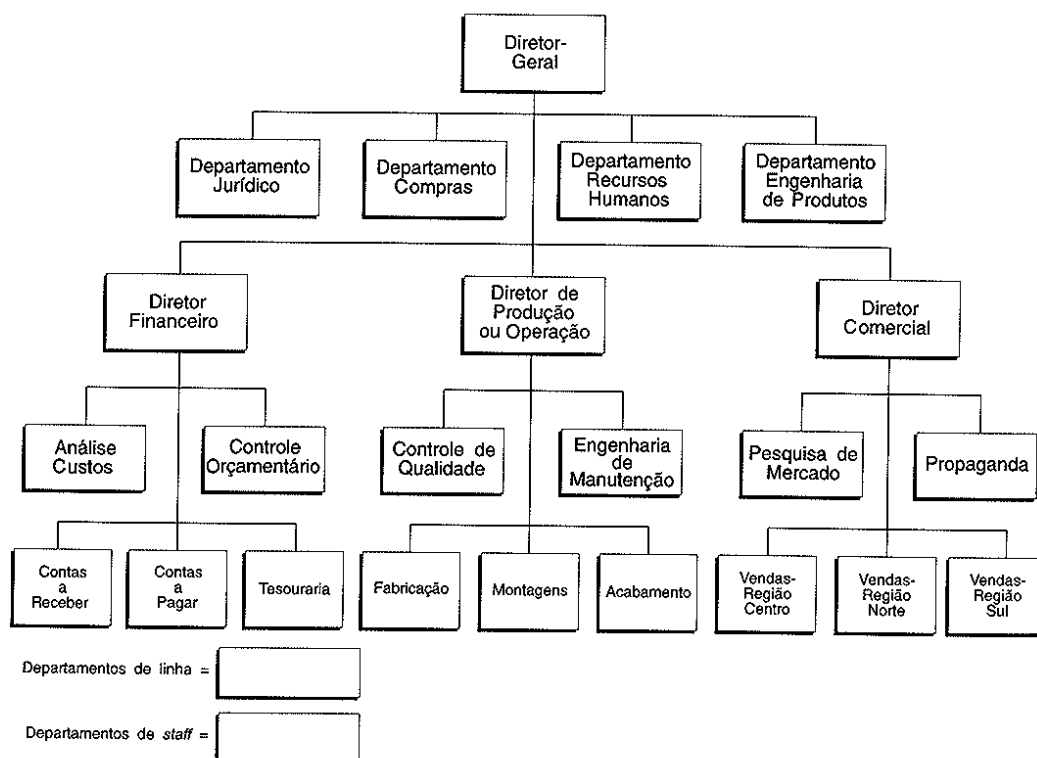 Diretor-
Geral
Departamento
Jurídico
Departamento
Compras
Departamento
Recursos
Humanos
Departamento
Engenharia
de Produtos
Diretor
Financeiro
Diretor de
Produção
ou Operação
Diretor
Comercial
Análise
Custos
Controle
Orçamentário
Controle de
Qualidade
Engenharia
de
Manutenção
Pesquisa de
Mercado
Propaganda
Contas
a
Receber
Contas
a
Pagar
Tesouraria
Fabricação
Montagens
Acabamento
Vendas-
Região
Centro
Vendas-
Região
Norte
Vendas-
Região
Sul
Departamentos de linha =
Departamentos de staff =